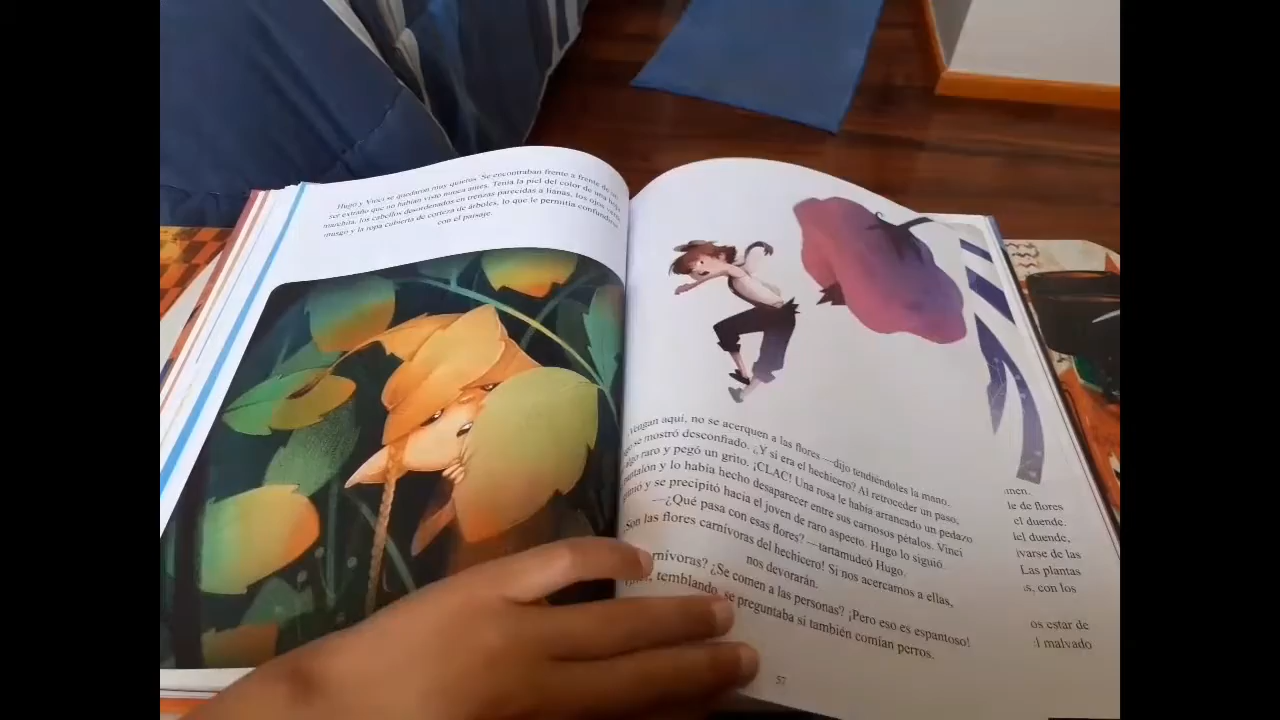 Hugo y Vinci se quedaron muy quietos. Se encontraban frente a frente de un
ser extraño que no habían visto nunca antes. Tenía la piel del color de una hoja
marchita, los cabellos desordenados en trenzas parecidas a lianas, los ojos
musgo y la ropa cubierta de corteza de árboles, lo que le permitía confundirse
con el paisaje.
Vengan aquí, no se acerquen a las flores —dijo tendiéndoles la mano.
se mostró desconfiado. ¿Y si era el hechicero? Al retroceder un paso,
algo raro y pegó un grito. ¡CLAC! Una rosa le había arrancado un pedazo
pantalón y lo había hecho desaparecer entre sus carnosos pétalos. Vinci
y se precipitó hacia el joven de raro aspecto. Hugo lo siguió.
—¿Qué pasa con esas flores? —tartamudeó Hugo.
Son las flores carnívoras del hechicero! Si nos acercamos a ellas,
nos devorarán.
¿Se comen a las personas? ¡Pero eso es espantoso!
temblando, se preguntaba si también comían perros.
57
le de flores
el duende.
Las plantas
con los
os estar de
malvado